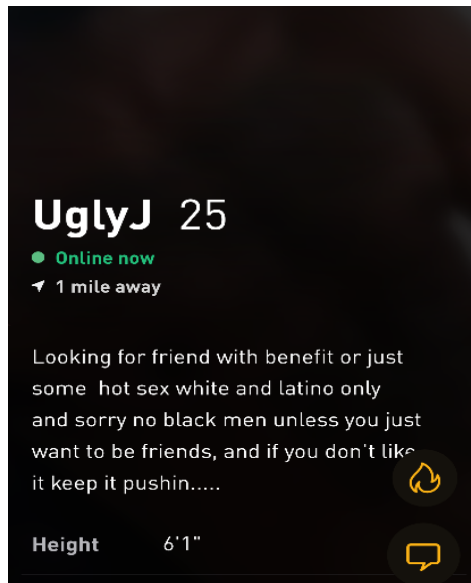 UglyJ 25
Online now
1 mile away
Looking for friend with benefit or just
some hot sex white and latino only
and sorry no black men unless you just
want to be friends, and if you don't like
it keep it pushin.....
Height 6'1"